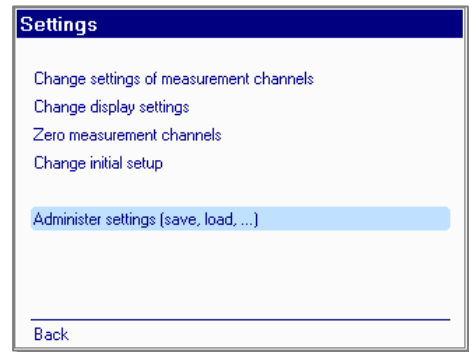 Settings
Change settings of measurement channels
Change display settings
Zero measurement channels
Change initial setup
Administer settings (save, load, ...)
Back